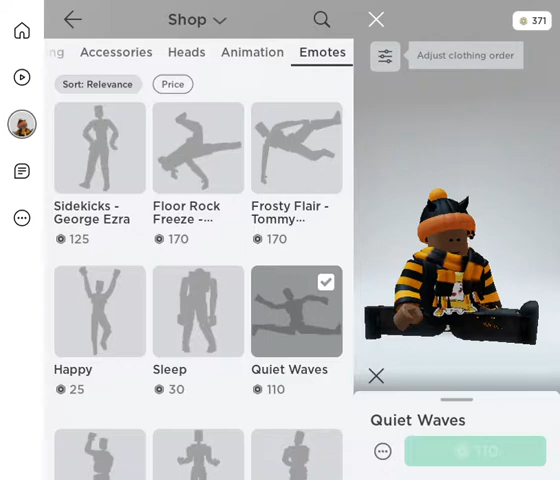 Shop
371
ng
Accessories
Heads
Animation
Emotes
Adjust clothing order
Sort: Relevance
Price
Sidekicks -
George Ezra
125
Floor Rock
Freeze -...
170
Frosty Flair -
Tommy...
170
Happy
25
Sleep
30
Quiet Waves
110
Quiet Waves
110